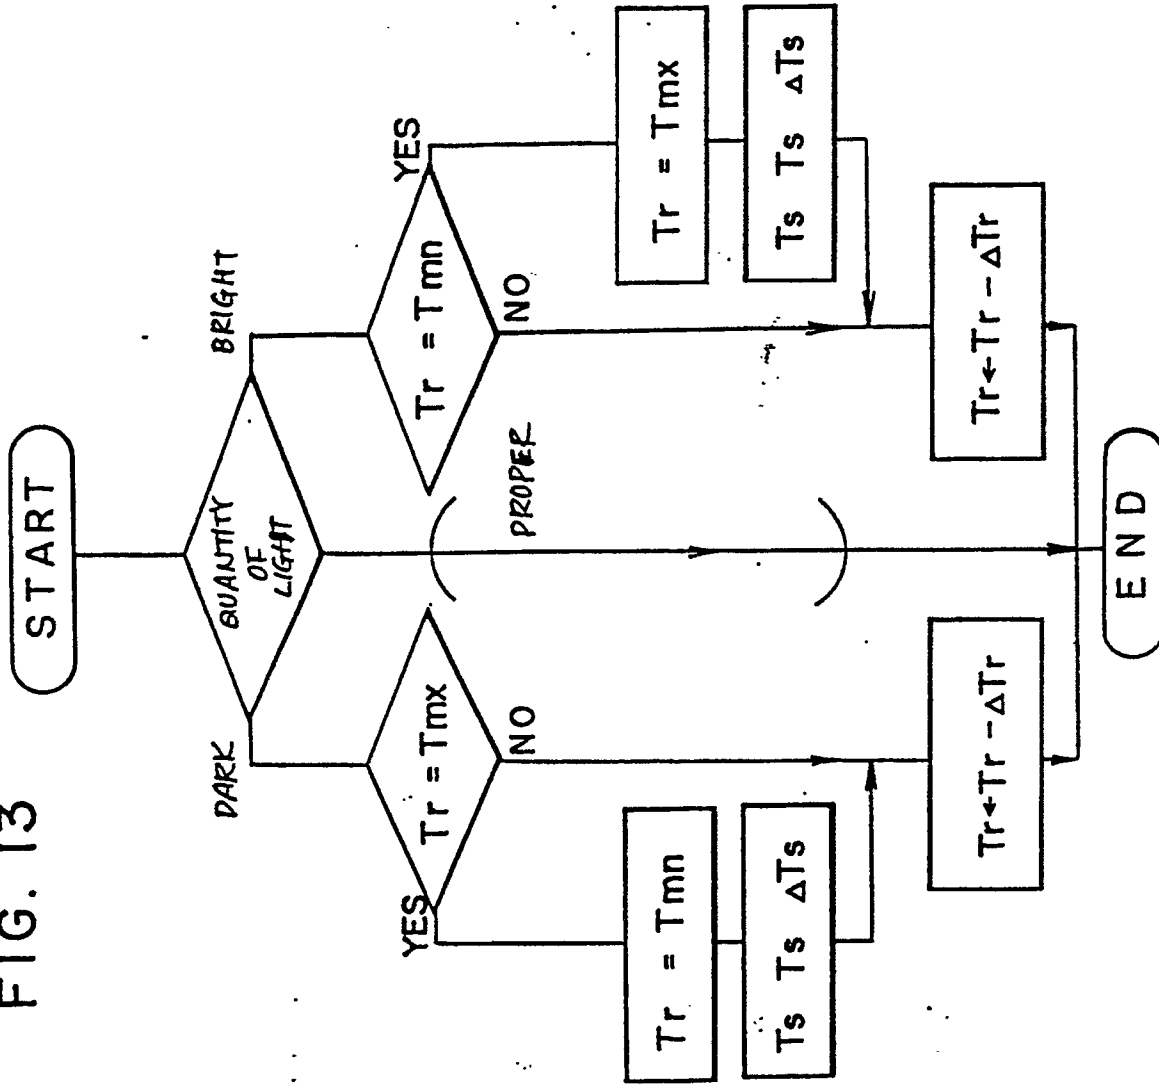 FIG. 13
START
QUANTITY
OF
LIGHT
DARK
BRIGHT
Tr = Tmx
YES
NO
Tr = Tmn
YES
NO
PROPER
Tr = Tmn
Ts Ts ΔTs
Tr = Tmx
Ts Ts ΔTs
Tr←Tr-ΔTr
Tr←Tr-ΔTr
END